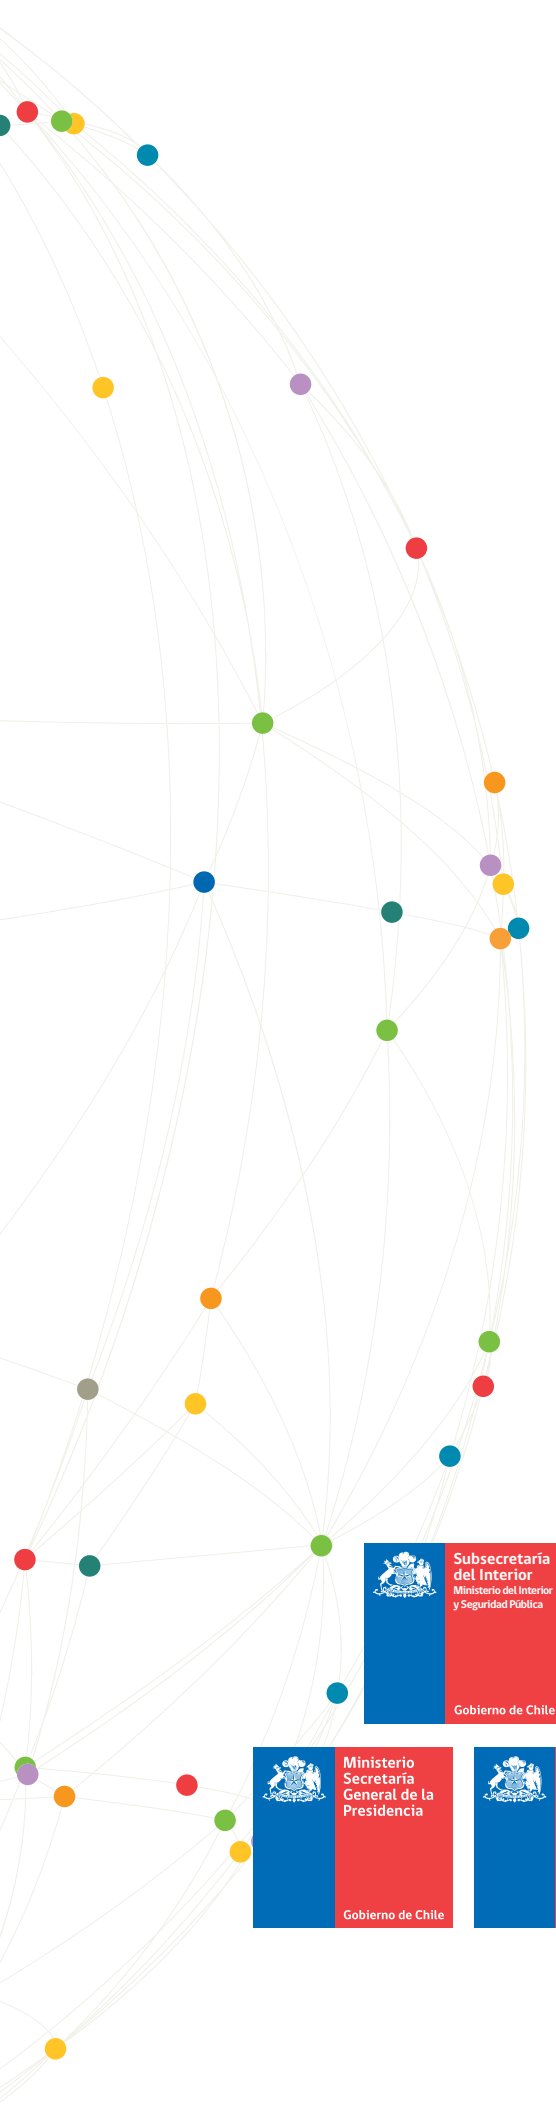 Subsecretaría
del Interior
Ministerio del Interior
y Seguridad Pública
Gobierno de Chile
Ministerio
Secretaría
General de la
Presidencia
Gobierno de Chile